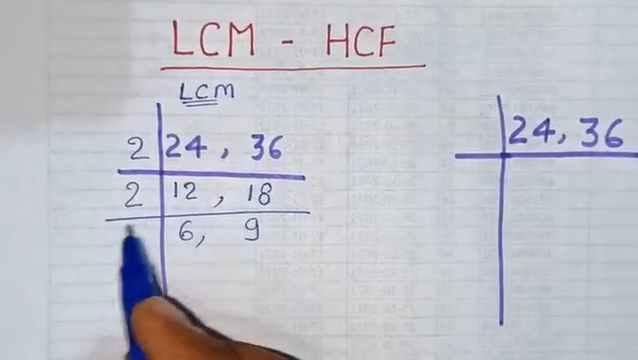 LCM - HCF
LCM
2 24, 36
2 12, 18
6, 9
24, 36